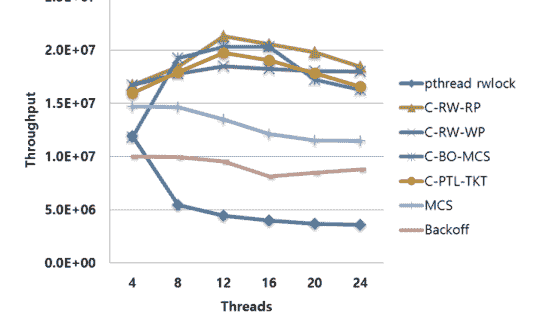 2.0E+07
1.5E+07
1.0E+07
5.0E+06
0.0E+00
Throughput
4 8 12 16 20 24
Threads
pthread rwlock
C-RW-RP
C-RW-WP
C-BO-MCS
C-PTL-TKT
MCS
Backoff